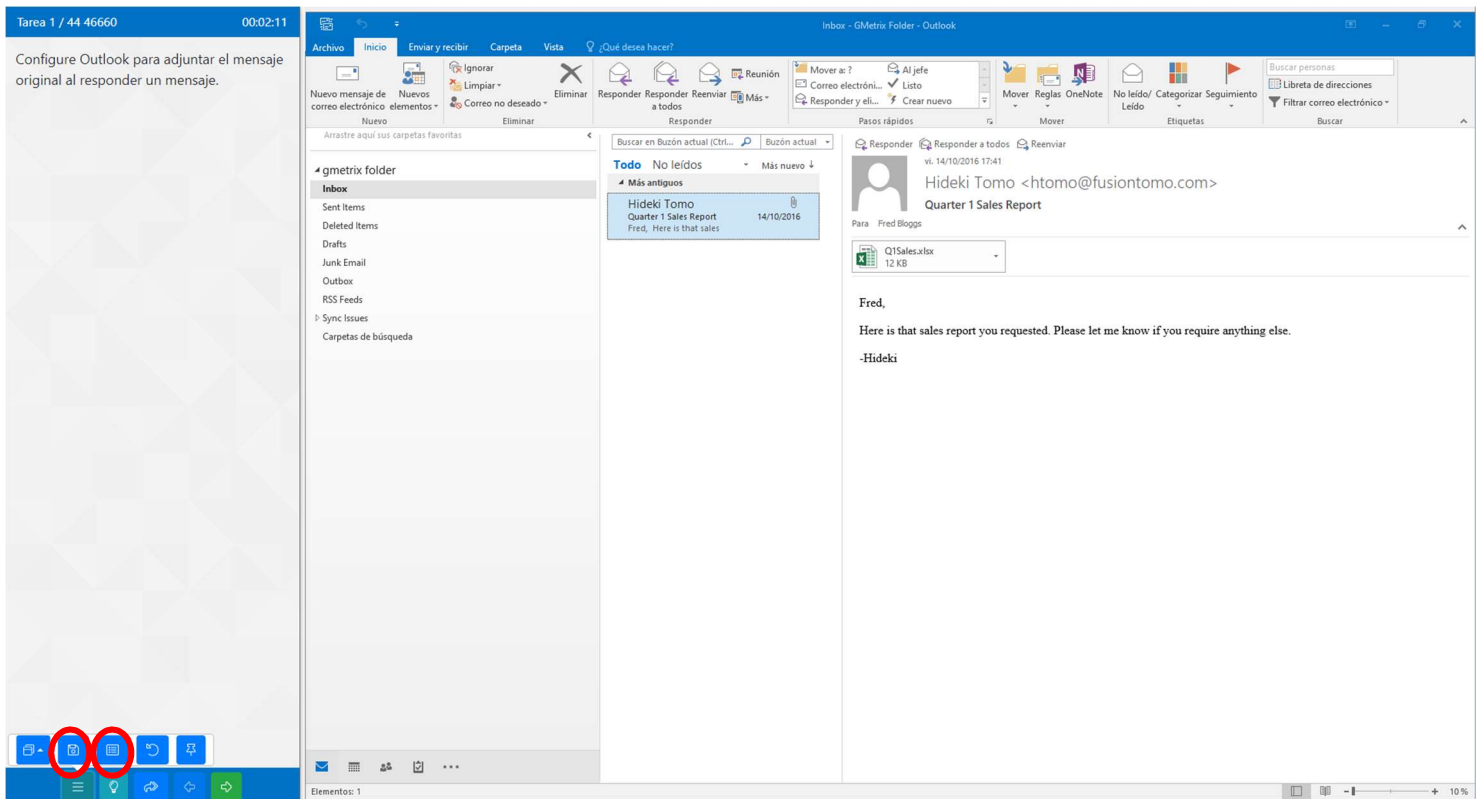 Tarea 1 / 44 46660 00:02:11
Configure Outlook para adjuntar el mensaje
original al responder un mensaje.
Inbox - GMetrix Folder - Outlook
Archivo Inicio Enviar y recibir Carpeta Vista ¿Qué desea hacer?
Nuevo mensaje de
correo electrónico
Nuevos
elementos
Nuevo
Ignorar
Limpiar
Correo no deseado
Eliminar
Eliminar
Responder
Responder
a todos
Reenviar
Reunión
Más
Responder
Mover a: ?
Correo electróni...
Responder y eli...
Al jefe
Listo
Crear nuevo
Pasos rápidos
Mover Reglas OneNote
Mover
No leído/
Leído
Categorizar Seguimiento
Etiquetas
Buscar personas
Libreta de direcciones
Filtrar correo electrónico
Buscar
Arrastre aquí sus carpetas favoritas
gmetrix folder
Inbox
Sent Items
Deleted Items
Drafts
Junk Email
Outbox
RSS Feeds
Sync Issues
Carpetas de búsqueda
Buscar en Buzón actual (Ctrl... Buzón actual
Todo No leídos Más nuevo ↓
Más antiguos
Hideki Tomo
Quarter 1 Sales Report 14/10/2016
Fred, Here is that sales
Responder Responder a todos Reenviar
vi. 14/10/2016 17:41
Hideki Tomo <htomo@fusiontomo.com>
Quarter 1 Sales Report
Para Fred Bloggs
Q1Sales.xlsx
12 KB
Fred,
Here is that sales report you requested. Please let me know if you require anything else.
-Hideki
Elementos: 1
10 %